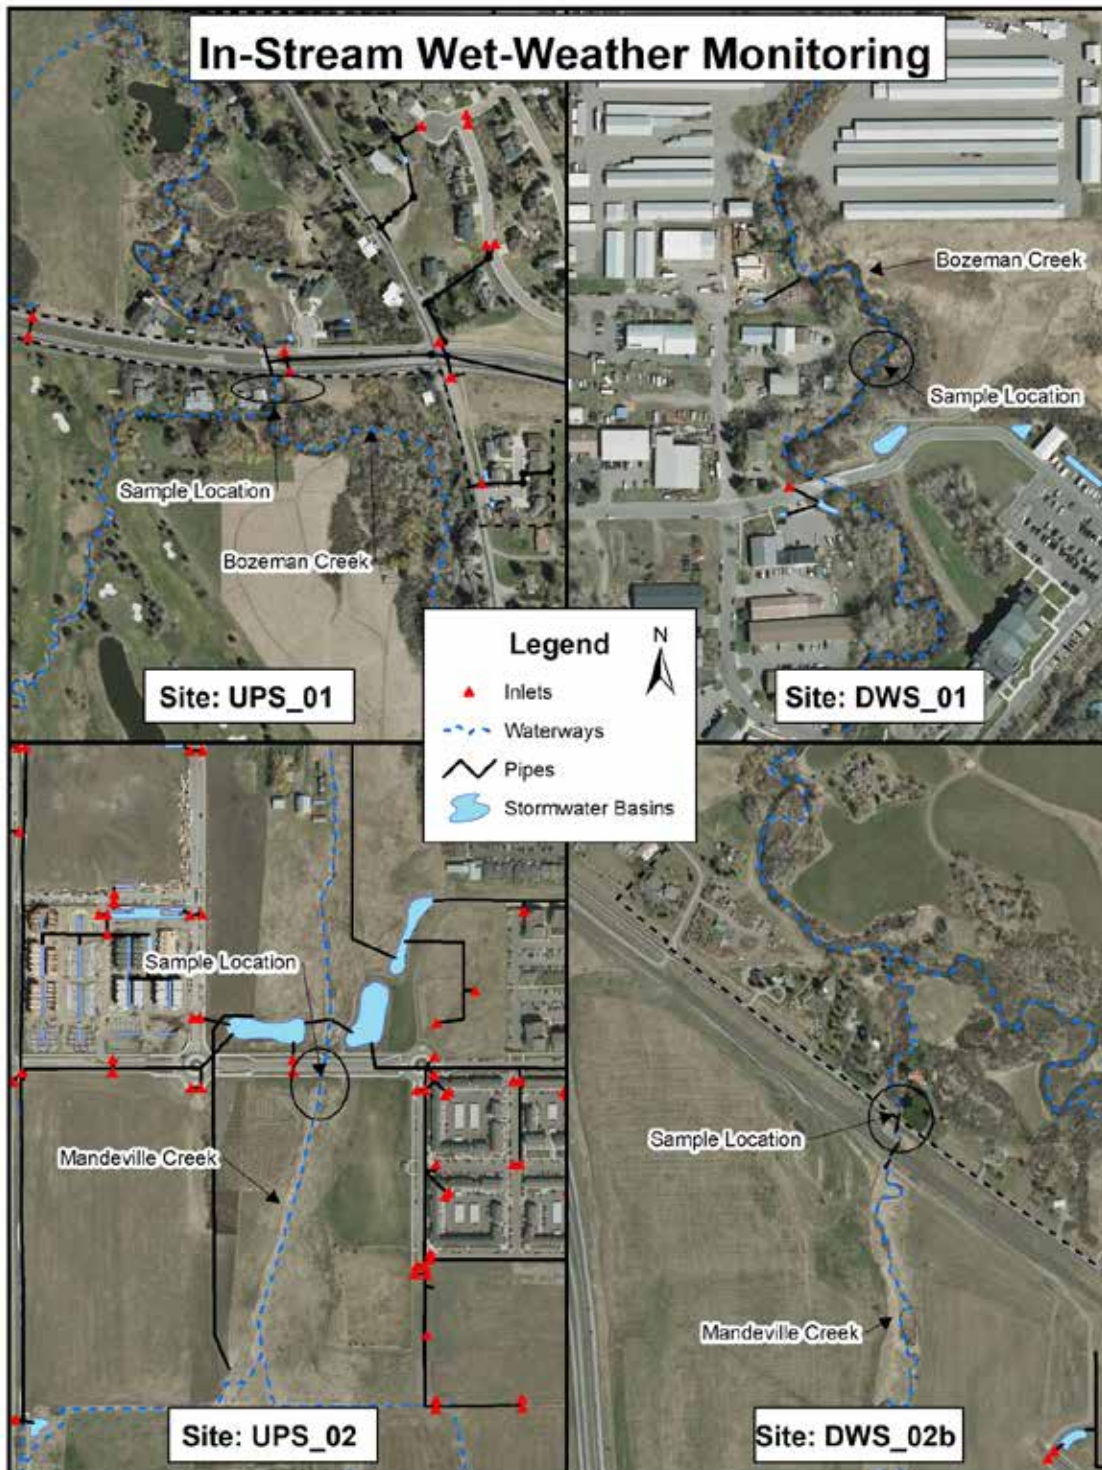 In-Stream Wet-Weather Monitoring
Sample Location
Bozeman Creek
Site: UPS_01
Bozeman Creek
Sample Location
Site: DWS_01
Legend
N
Inlets
Waterways
Pipes
Stormwater Basins
Sample Location
Mandeville Creek
Site: UPS_02
Sample Location
Mandeville Creek
Site: DWS_02b